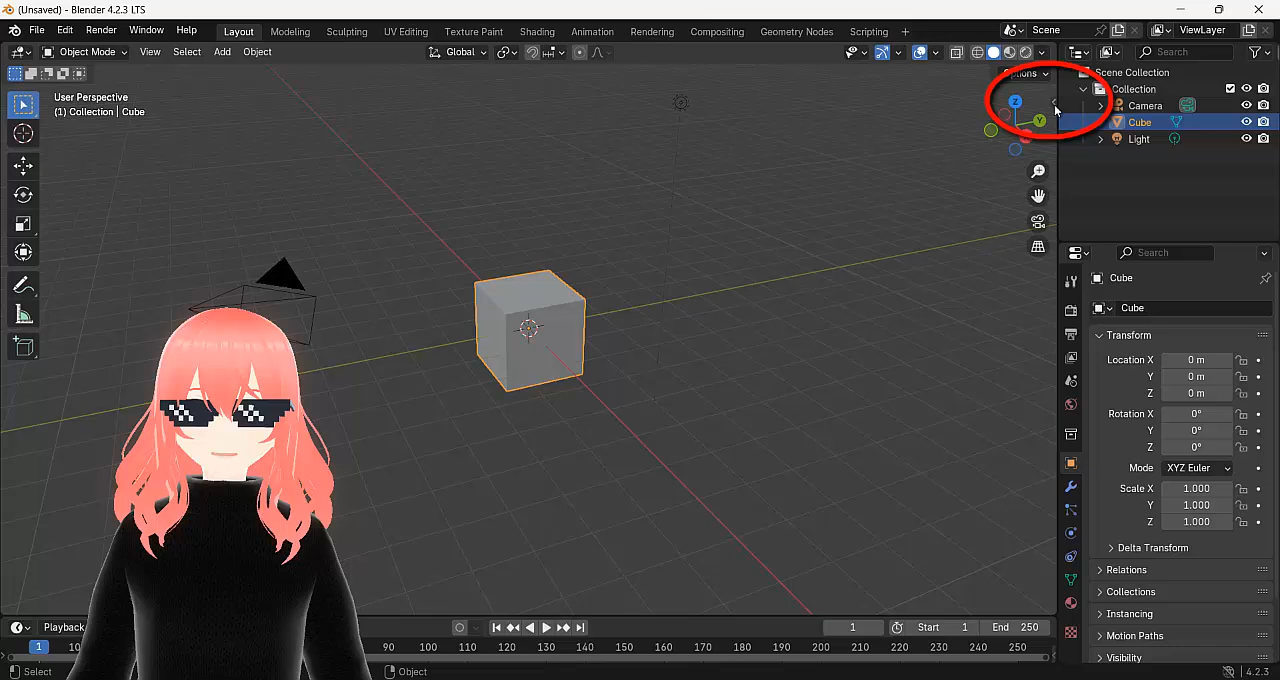 (Unsaved) - Blender 4.2.3 LTS
File Edit Render Window Help Layout Modeling Sculpting UV Editing Texture Paint Shading Animation Rendering Compositing Geometry Nodes Scripting + Scene ViewLayer
Object Mode View Select Add Object Global Search
Options
User Perspective
(1) Collection | Cube
Z
Y
Scene Collection
Collection
Camera
Cube
Light
Search
Cube
Cube
Transform
Location X 0 m
Y 0 m
Z 0 m
Rotation X 0°
Y 0°
Z 0°
Mode XYZ Euler
Scale X 1.000
Y 1.000
Z 1.000
Delta Transform
Relations
Collections
Instancing
Motion Paths
Visibility
Playback 1 Start 1 End 250
1 10 90 100 110 120 130 140 150 160 170 180 190 200 210 220 230 240 250
Select Object 4.2.3